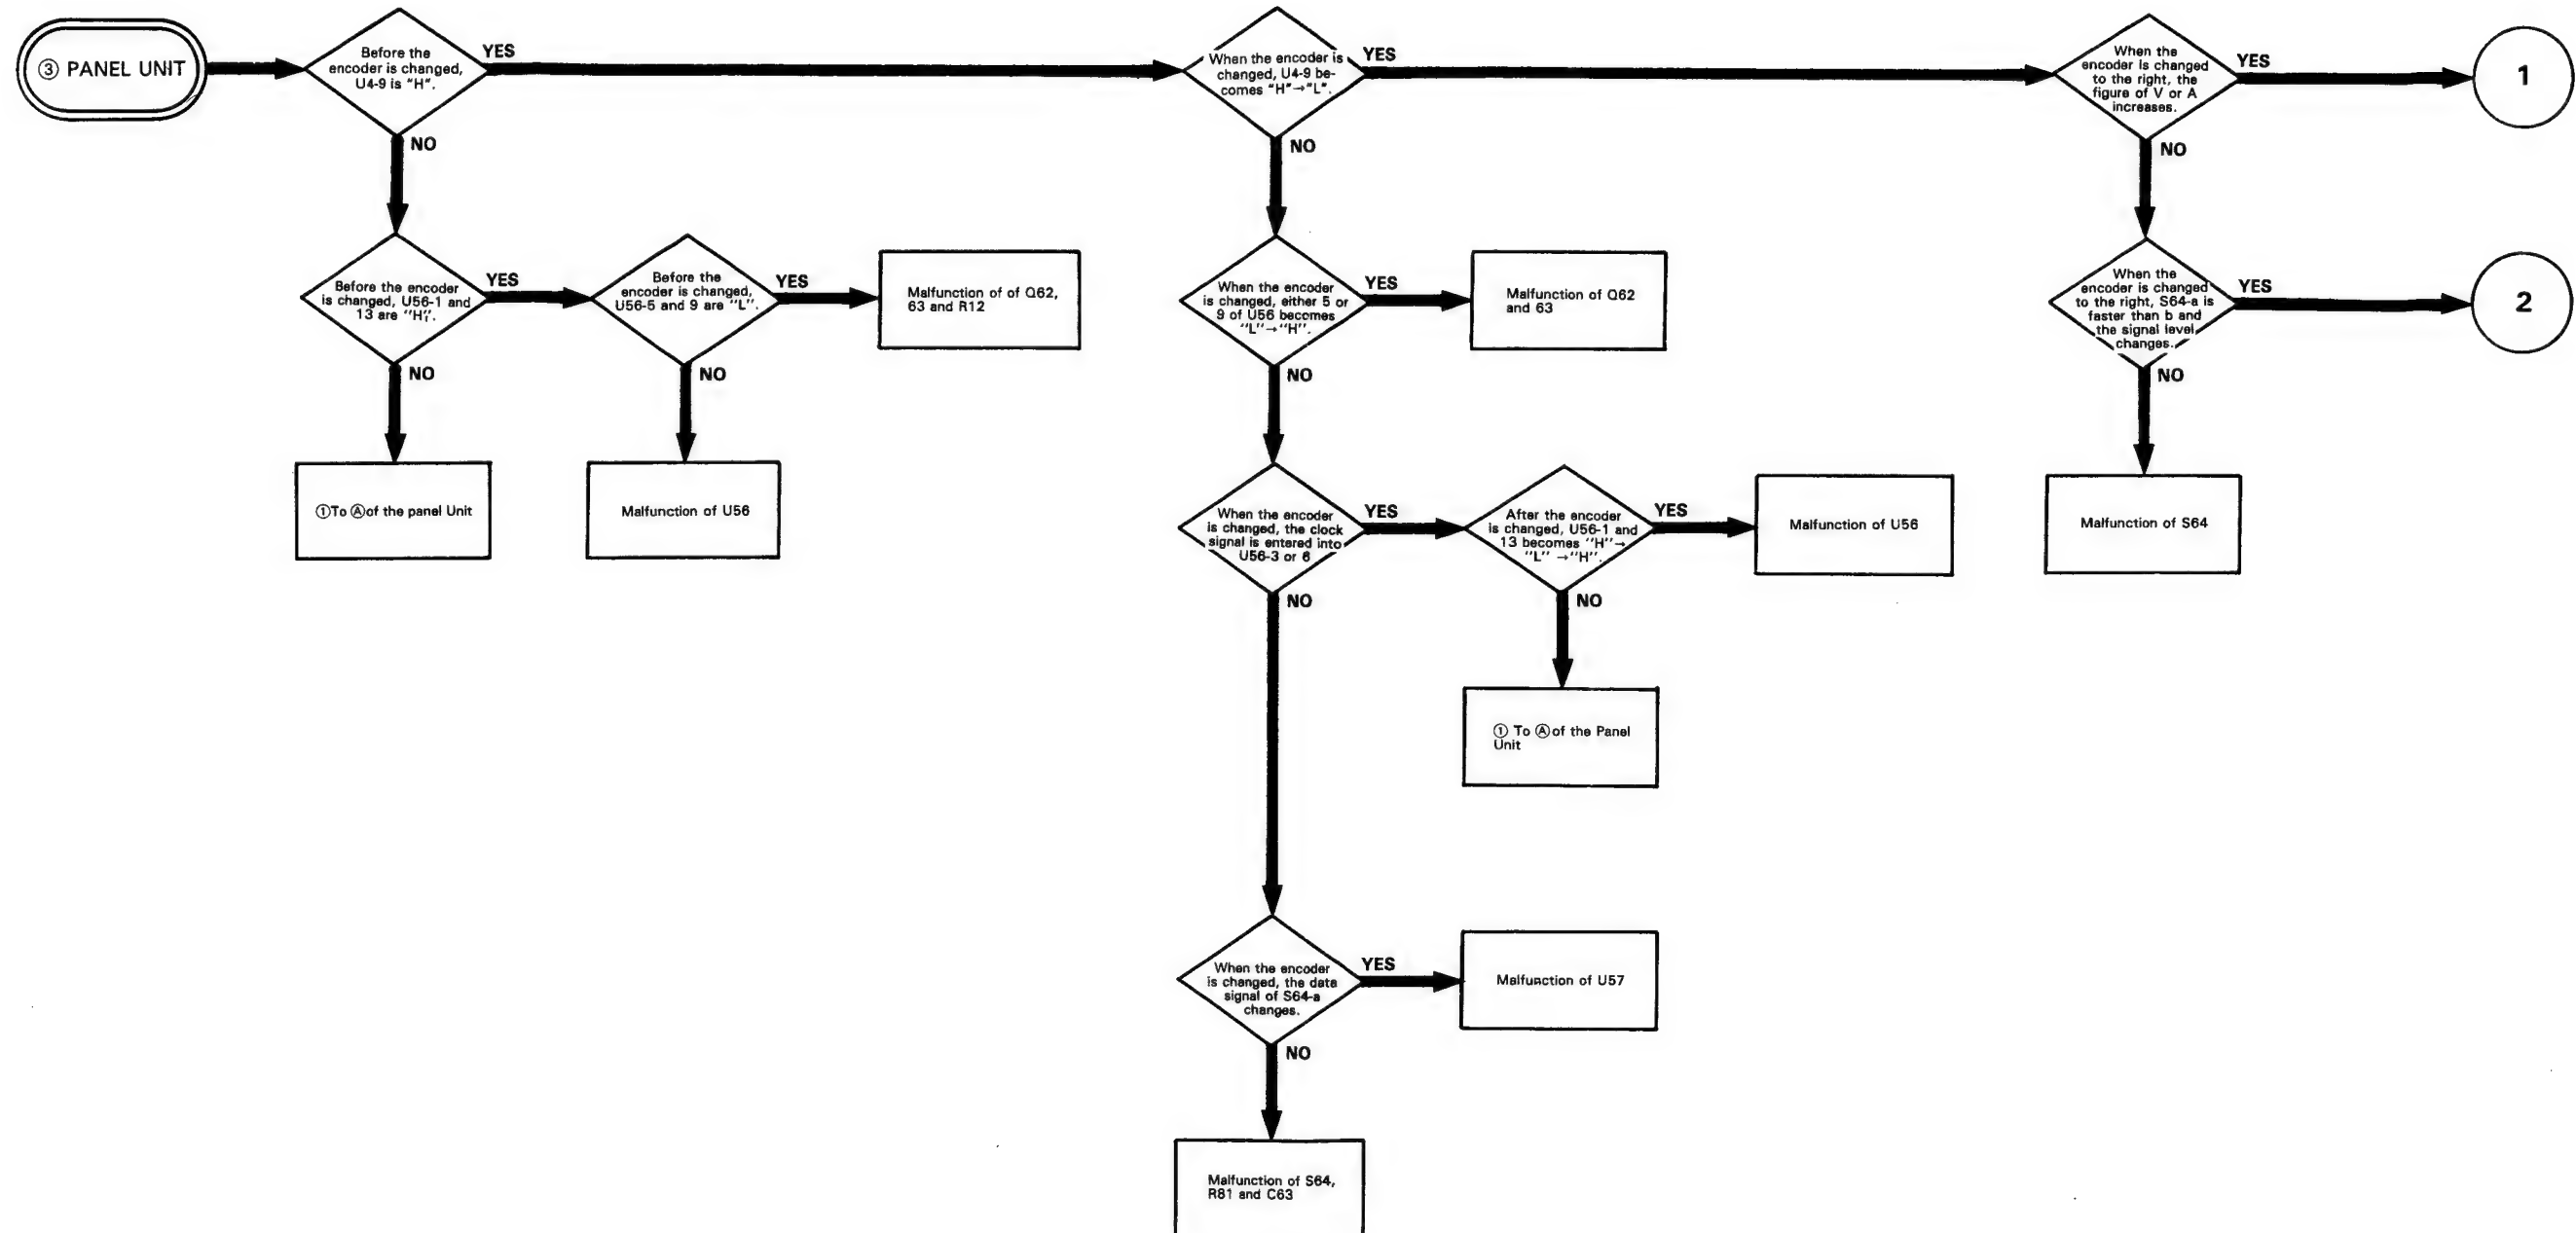 ③ PANEL UNIT
Before the
encoder is changed,
U4-9 is "H".
YES
NO
When the encoder is
changed, U4-9 be-
comes "H"→"L".
YES
NO
When the
encoder is changed
to the right, the
figure of V or A
increases.
YES
NO
1
Before the encoder
is changed, U56-1 and
13 are "H".
YES
NO
Before the
encoder is changed,
U56-5 and 9 are "L".
YES
NO
Malfunction of of Q62,
63 and R12
When the encoder
is changed, either 5 or
9 of U56 becomes
"L"→"H".
YES
NO
Malfunction of Q62
and 63
When the
encoder is changed
to the right, S64-a is
faster than b and
the signal level
changes.
YES
NO
2
①To Ⓐof the panel Unit
Malfunction of U56
When the encoder
is changed, the clock
signal is entered into
U56-3 or 6
YES
NO
After the encoder
is changed, U56-1 and
13 becomes "H"→
"L" →"H".
YES
NO
Malfunction of U56
Malfunction of S64
① To Ⓐof the Panel
Unit
When the encoder
is changed, the data
signal of S64-a
changes.
YES
NO
Malfunction of U57
Malfunction of S64,
R81 and C63